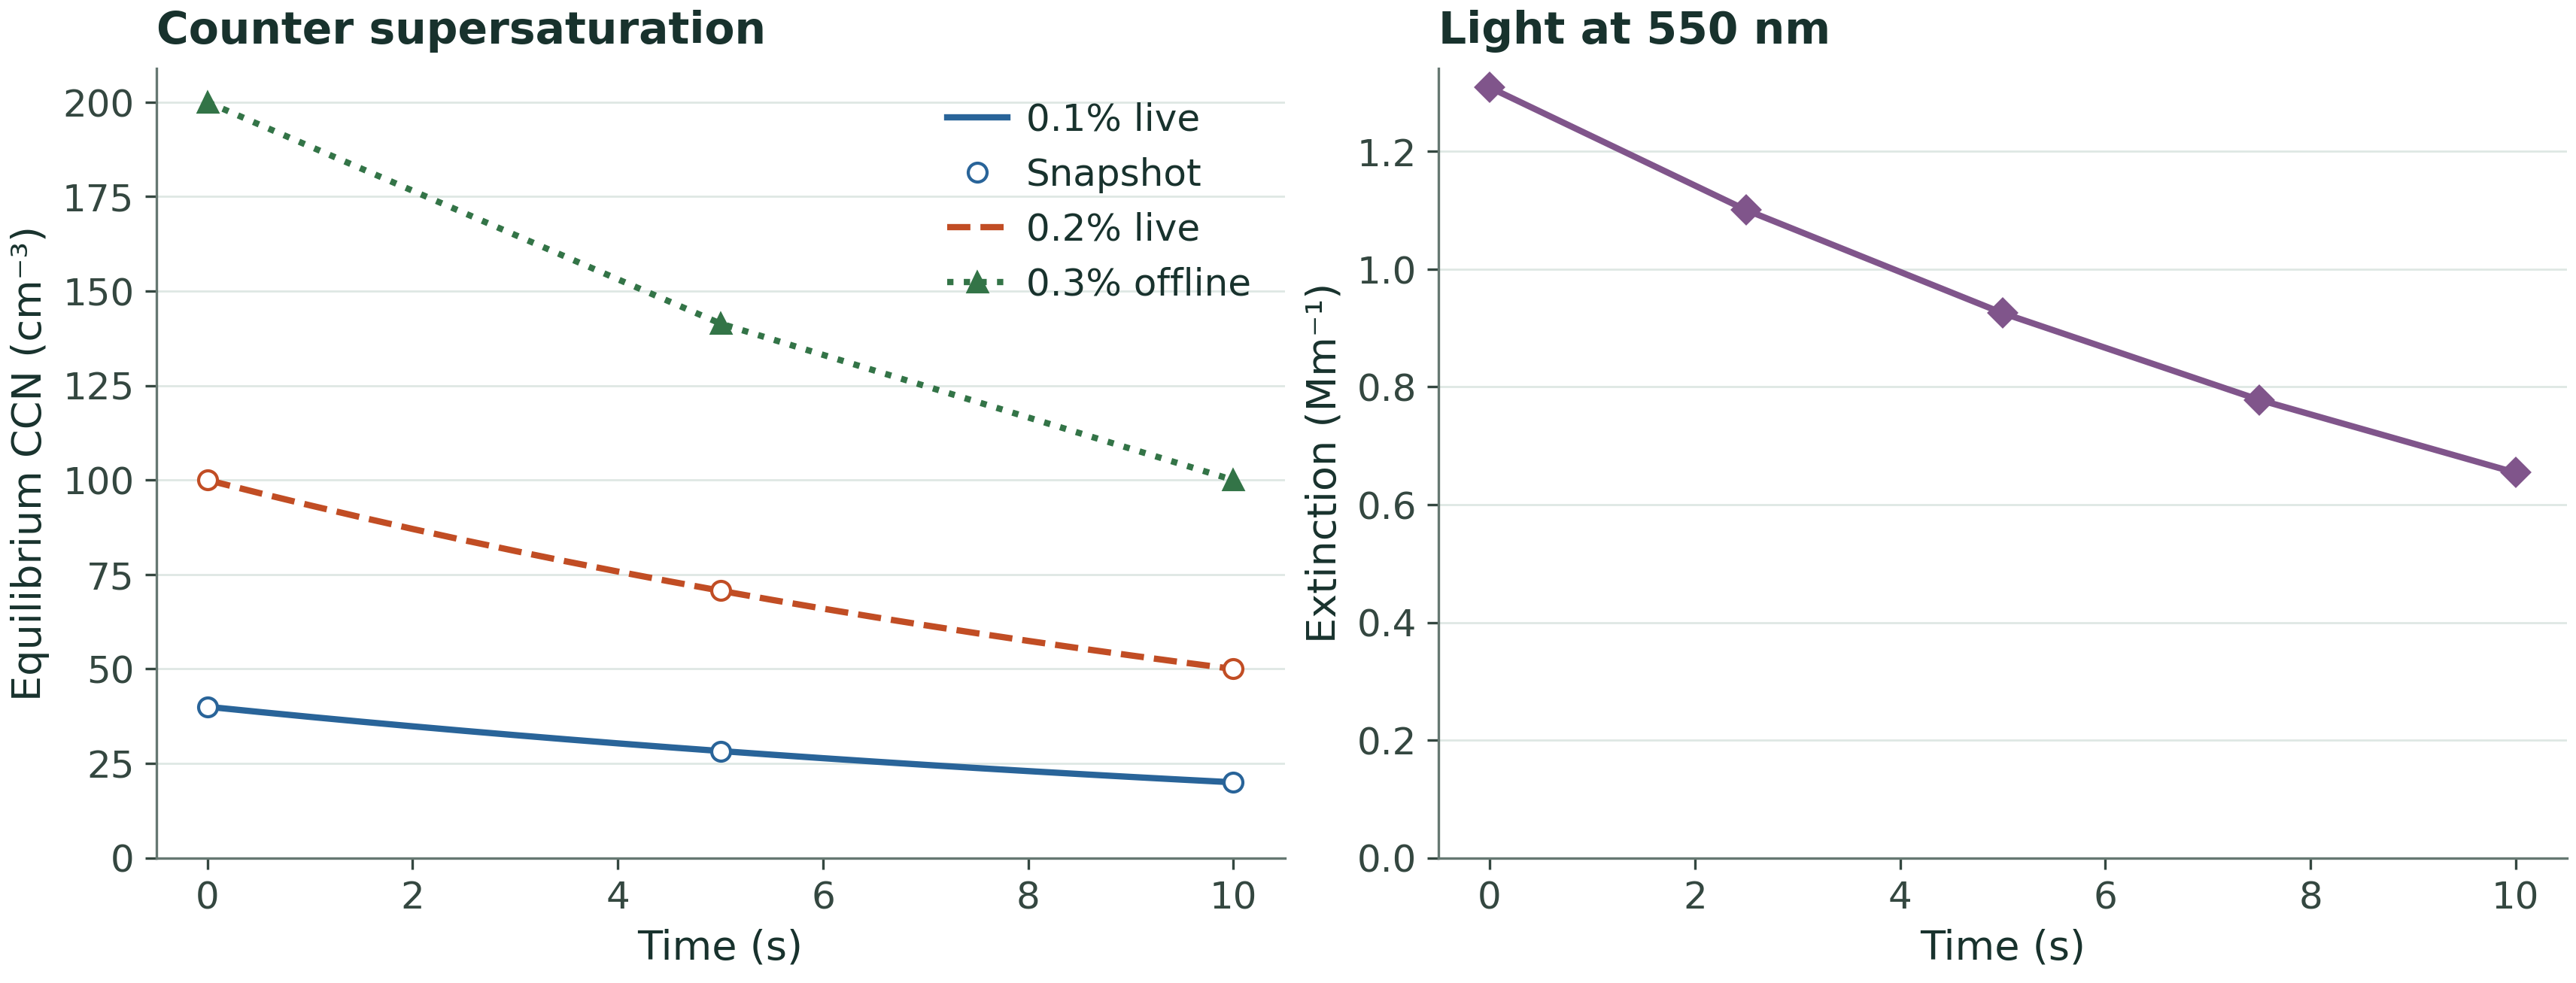 Counter supersaturation
Equilibrium CCN (cm⁻³)
200
175
150
125
100
75
50
25
0
0.1% live
Snapshot
0.2% live
0.3% offline
0 2 4 6 8 10
Time (s)
Light at 550 nm
Extinction (Mm⁻¹)
1.2
1.0
0.8
0.6
0.4
0.2
0.0
0 2 4 6 8 10
Time (s)